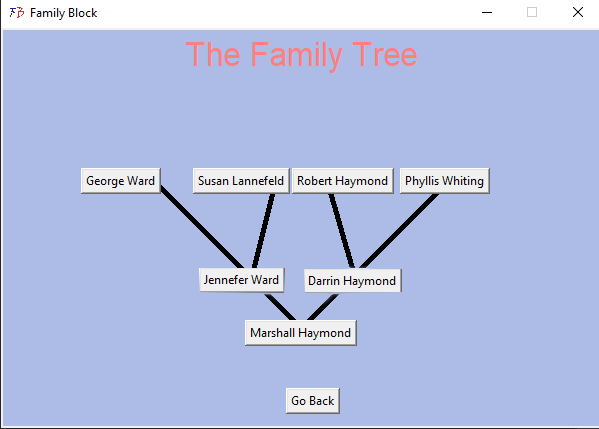 FB Family Block
The Family Tree
George Ward Susan Lannefeld Robert Haymond Phyllis Whiting
Jennefer Ward Darrin Haymond
Marshall Haymond
Go Back